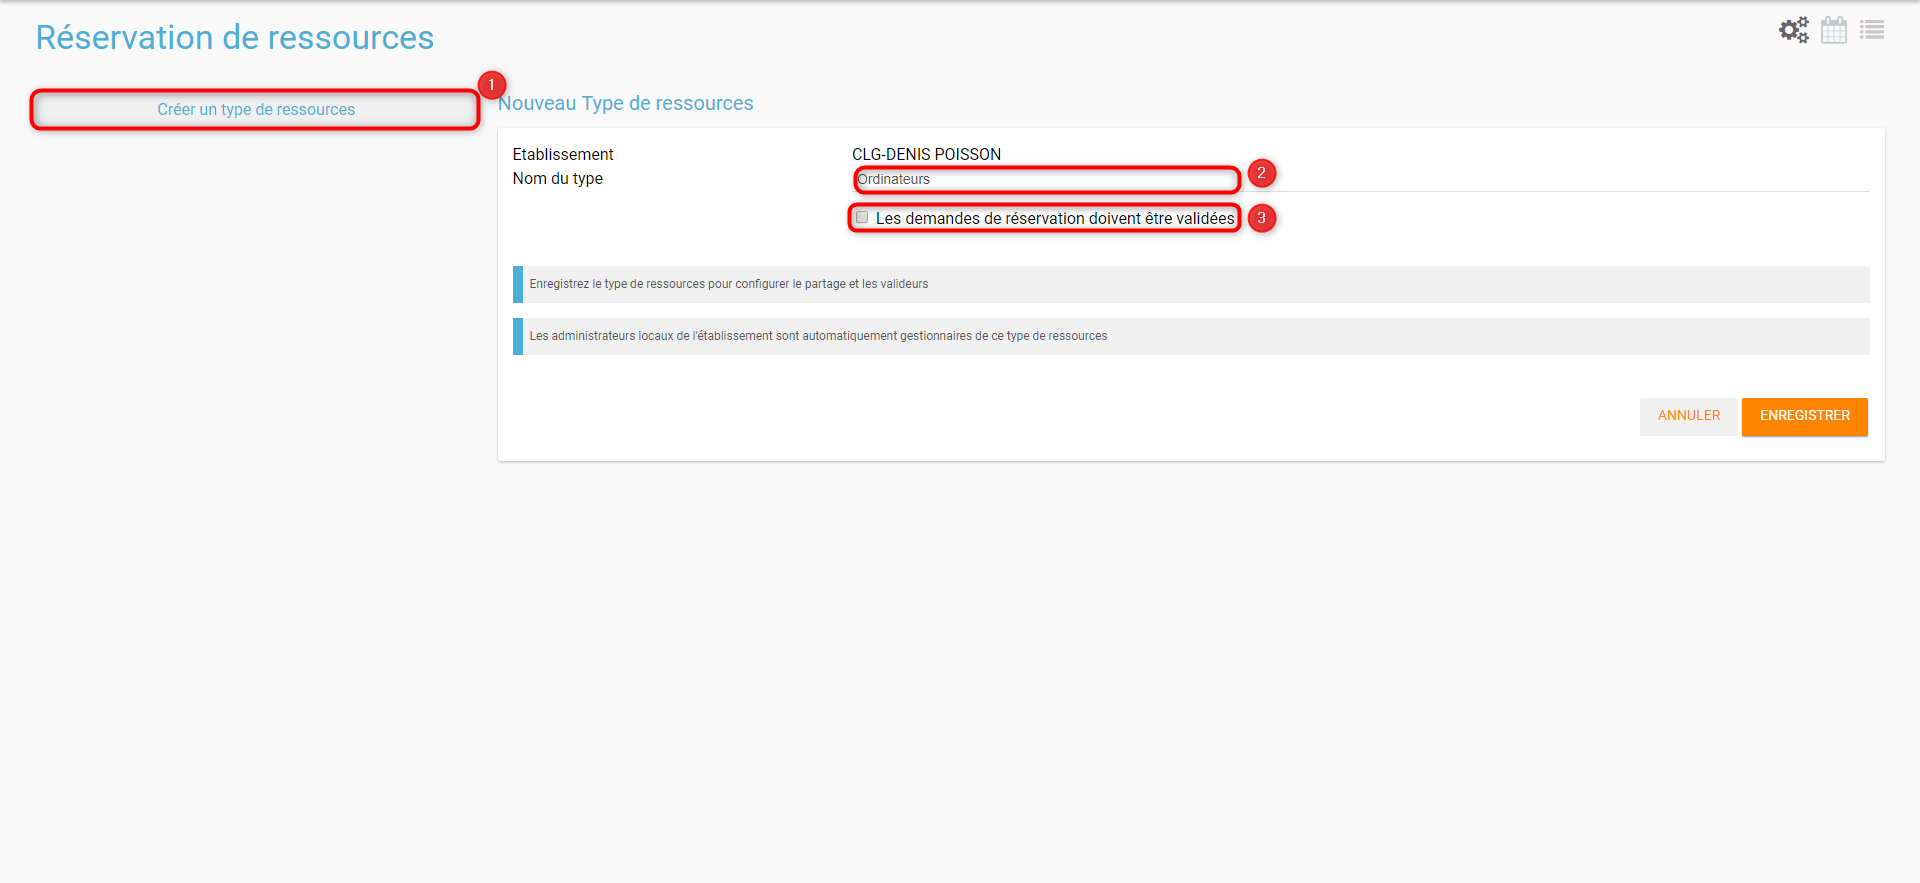 Réservation de ressources
Créer un type de ressources
1
Nouveau Type de ressources
Etablissement
CLG-DENIS POISSON
Nom du type
Ordinateurs
2
Les demandes de réservation doivent être validées
3
Enregistrez le type de ressources pour configurer le partage et les valideurs
Les administrateurs locaux de l'établissement sont automatiquement gestionnaires de ce type de ressources
ANNULER
ENREGISTRER